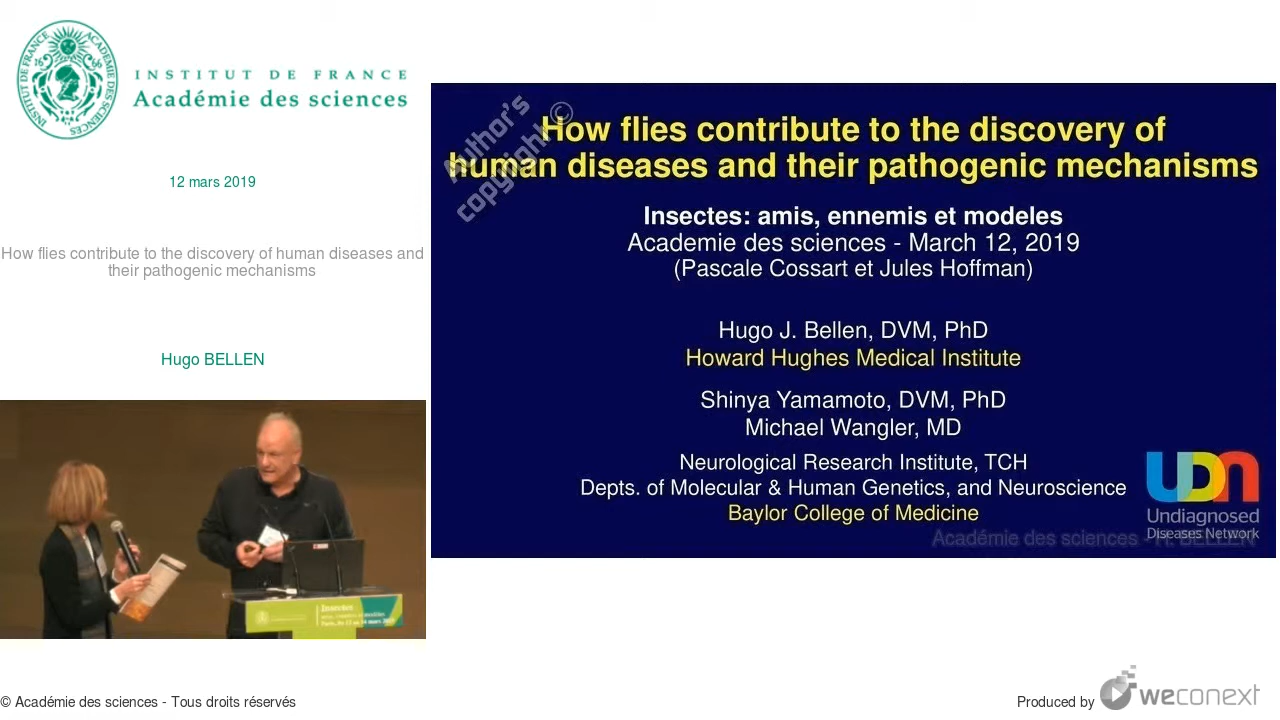 INSTITUT DE FRANCE
Académie des sciences
12 mars 2019
How flies contribute to the discovery of human diseases and
their pathogenic mechanisms
Hugo BELLEN
Author's
copyright ©
How flies contribute to the discovery of
human diseases and their pathogenic mechanisms
Insectes: amis, ennemis et modeles
Academie des sciences - March 12, 2019
(Pascale Cossart et Jules Hoffman)
Hugo J. Bellen, DVM, PhD
Howard Hughes Medical Institute
Shinya Yamamoto, DVM, PhD
Michael Wangler, MD
Neurological Research Institute, TCH
Depts. of Molecular & Human Genetics, and Neuroscience
Baylor College of Medicine
UDN
Undiagnosed
Diseases Network
Académie des sciences - H. BELLEN
Insectes
© Académie des sciences - Tous droits réservés
Produced by weconext